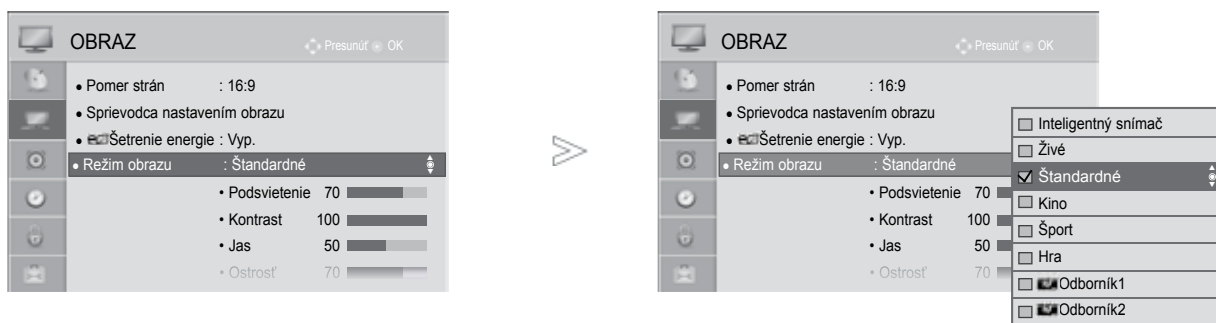 OBRAZ
Presunúť OK
• Pomer strán : 16:9
• Sprievodca nastavením obrazu
• Šetrenie energie : Vyp.
• Režim obrazu : Štandardné
• Podsvietenie 70
• Kontrast 100
• Jas 50
• Ostrosť 70
OBRAZ
Presunúť OK
• Pomer strán : 16:9
• Sprievodca nastavením obrazu
• Šetrenie energie : Vyp.
• Režim obrazu : Štandardné
• Podsvietenie 70
• Kontrast 100
• Jas 50
• Ostrosť 70
Inteligentný snímač
Živé
Štandardné
Kino
Šport
Hra
Odborník1
Odborník2